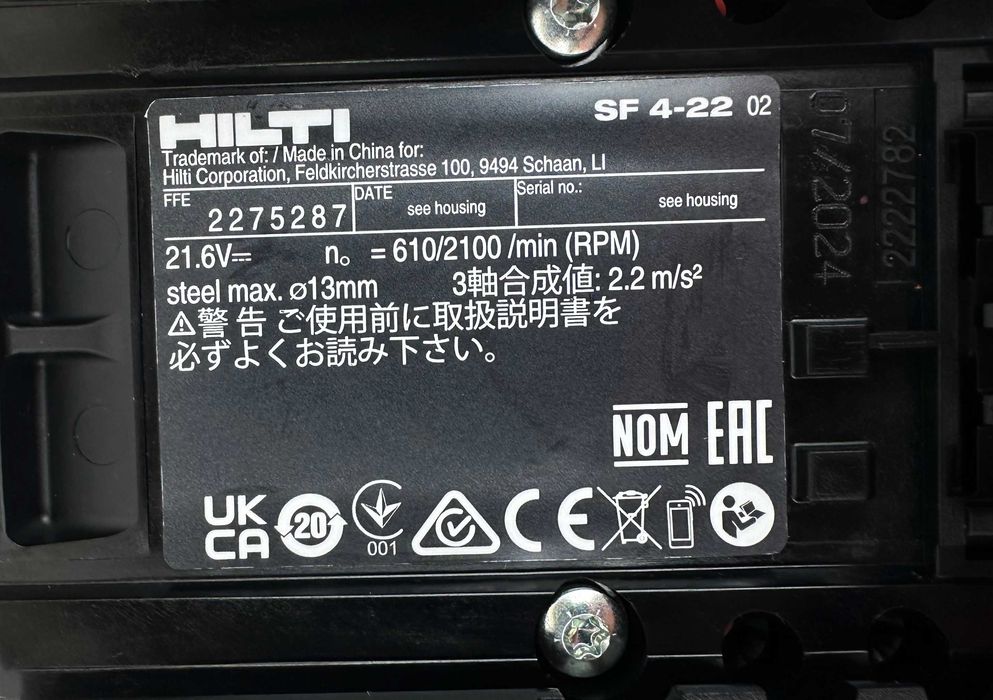 HILTI
SF 4-22 02
Trademark of: / Made in China for:
Hilti Corporation, Feldkircherstrasse 100, 9494 Schaan, LI
FFE 2275287
DATE see housing
Serial no.: see housing
21.6V⎓ n₀ = 610/2100 /min (RPM)
steel max. ⌀13mm 3軸合成値: 2.2 m/s²
⚠警 告 ご使用前に取扱説明書を
必ずよくお読み下さい。
NOM EAC
UK
CA
20
001
CE
07//2024
2222782